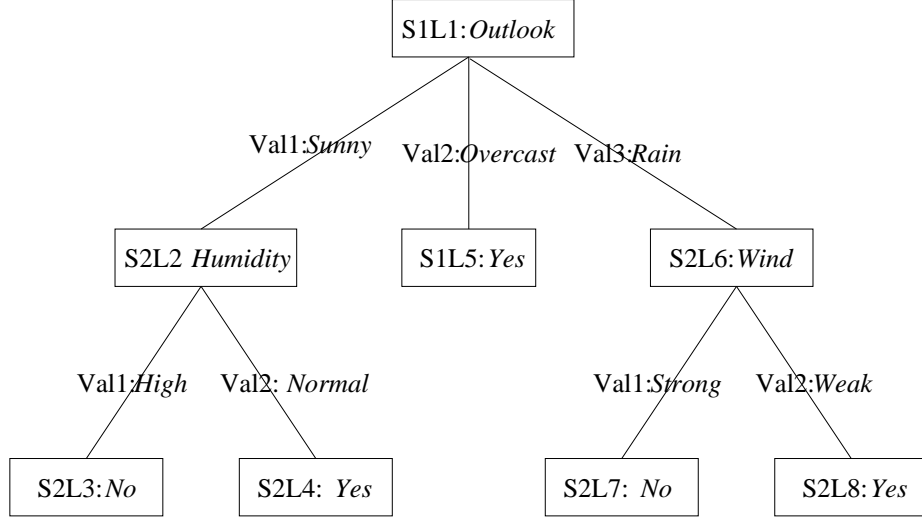 S1L1: Outlook
Val1: Sunny
Val2: Overcast
Val3: Rain
S2L2 Humidity
S1L5: Yes
S2L6: Wind
Val1: High
Val2: Normal
Val1: Strong
Val2: Weak
S2L3: No
S2L4: Yes
S2L7: No
S2L8: Yes